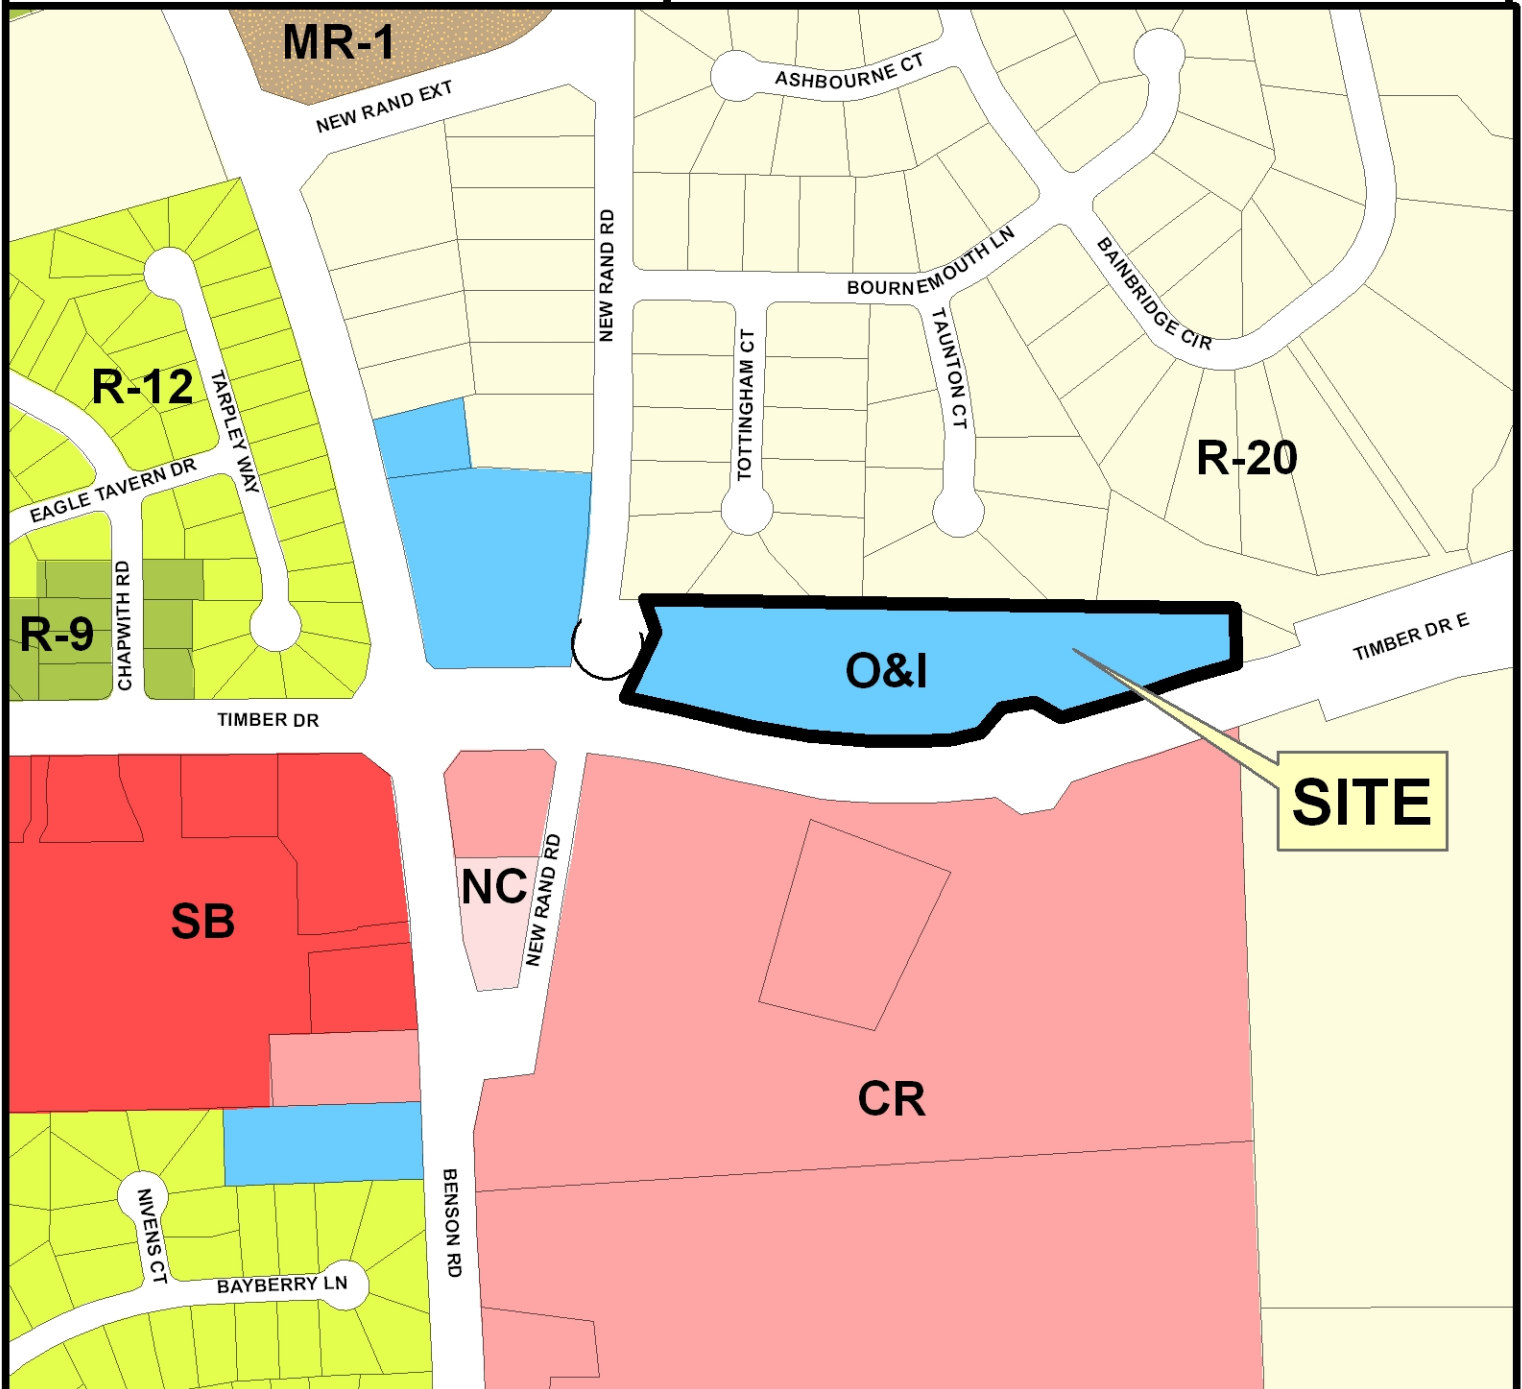 MR-1
ASHBOURNE CT
NEW RAND EXT
NEW RAND RD
BOURNEMOUTH LN
BAINBRIDGE CIR
TAUNTON CT
TOTTINGHAM CT
R-12
TARPLEY WAY
R-20
EAGLE TAVERN DR
CHAPWITH RD
R-9
TIMBER DR E
O&I
TIMBER DR
SITE
NC
NEW RAND RD
SB
CR
BENSON RD
NIVENS CT
BAYBERRY LN